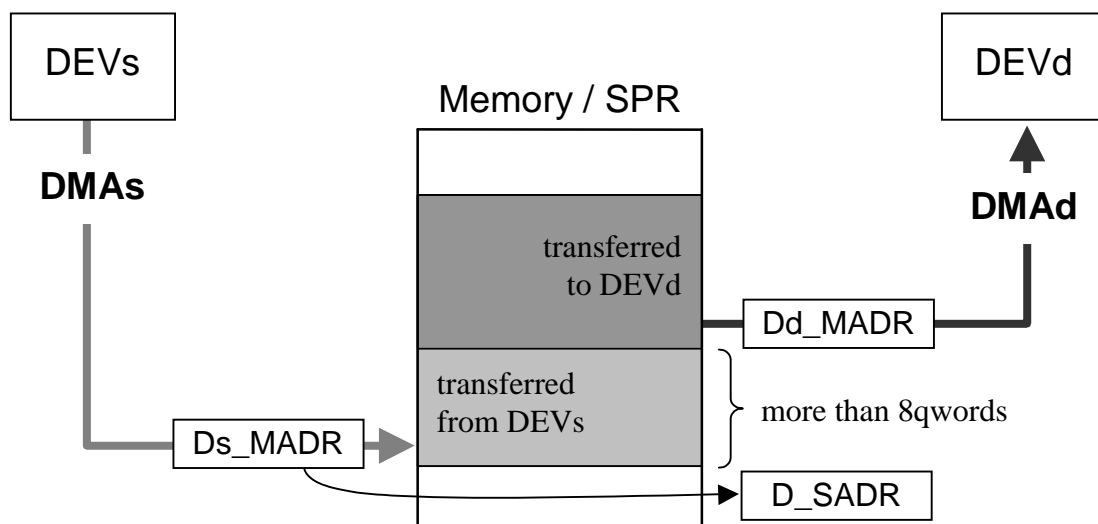 DEVs
DEVd
Memory / SPR
DMAs
DMAd
transferred
to DEVd
Dd_MADR
transferred
from DEVs
more than 8qwords
Ds_MADR
D_SADR